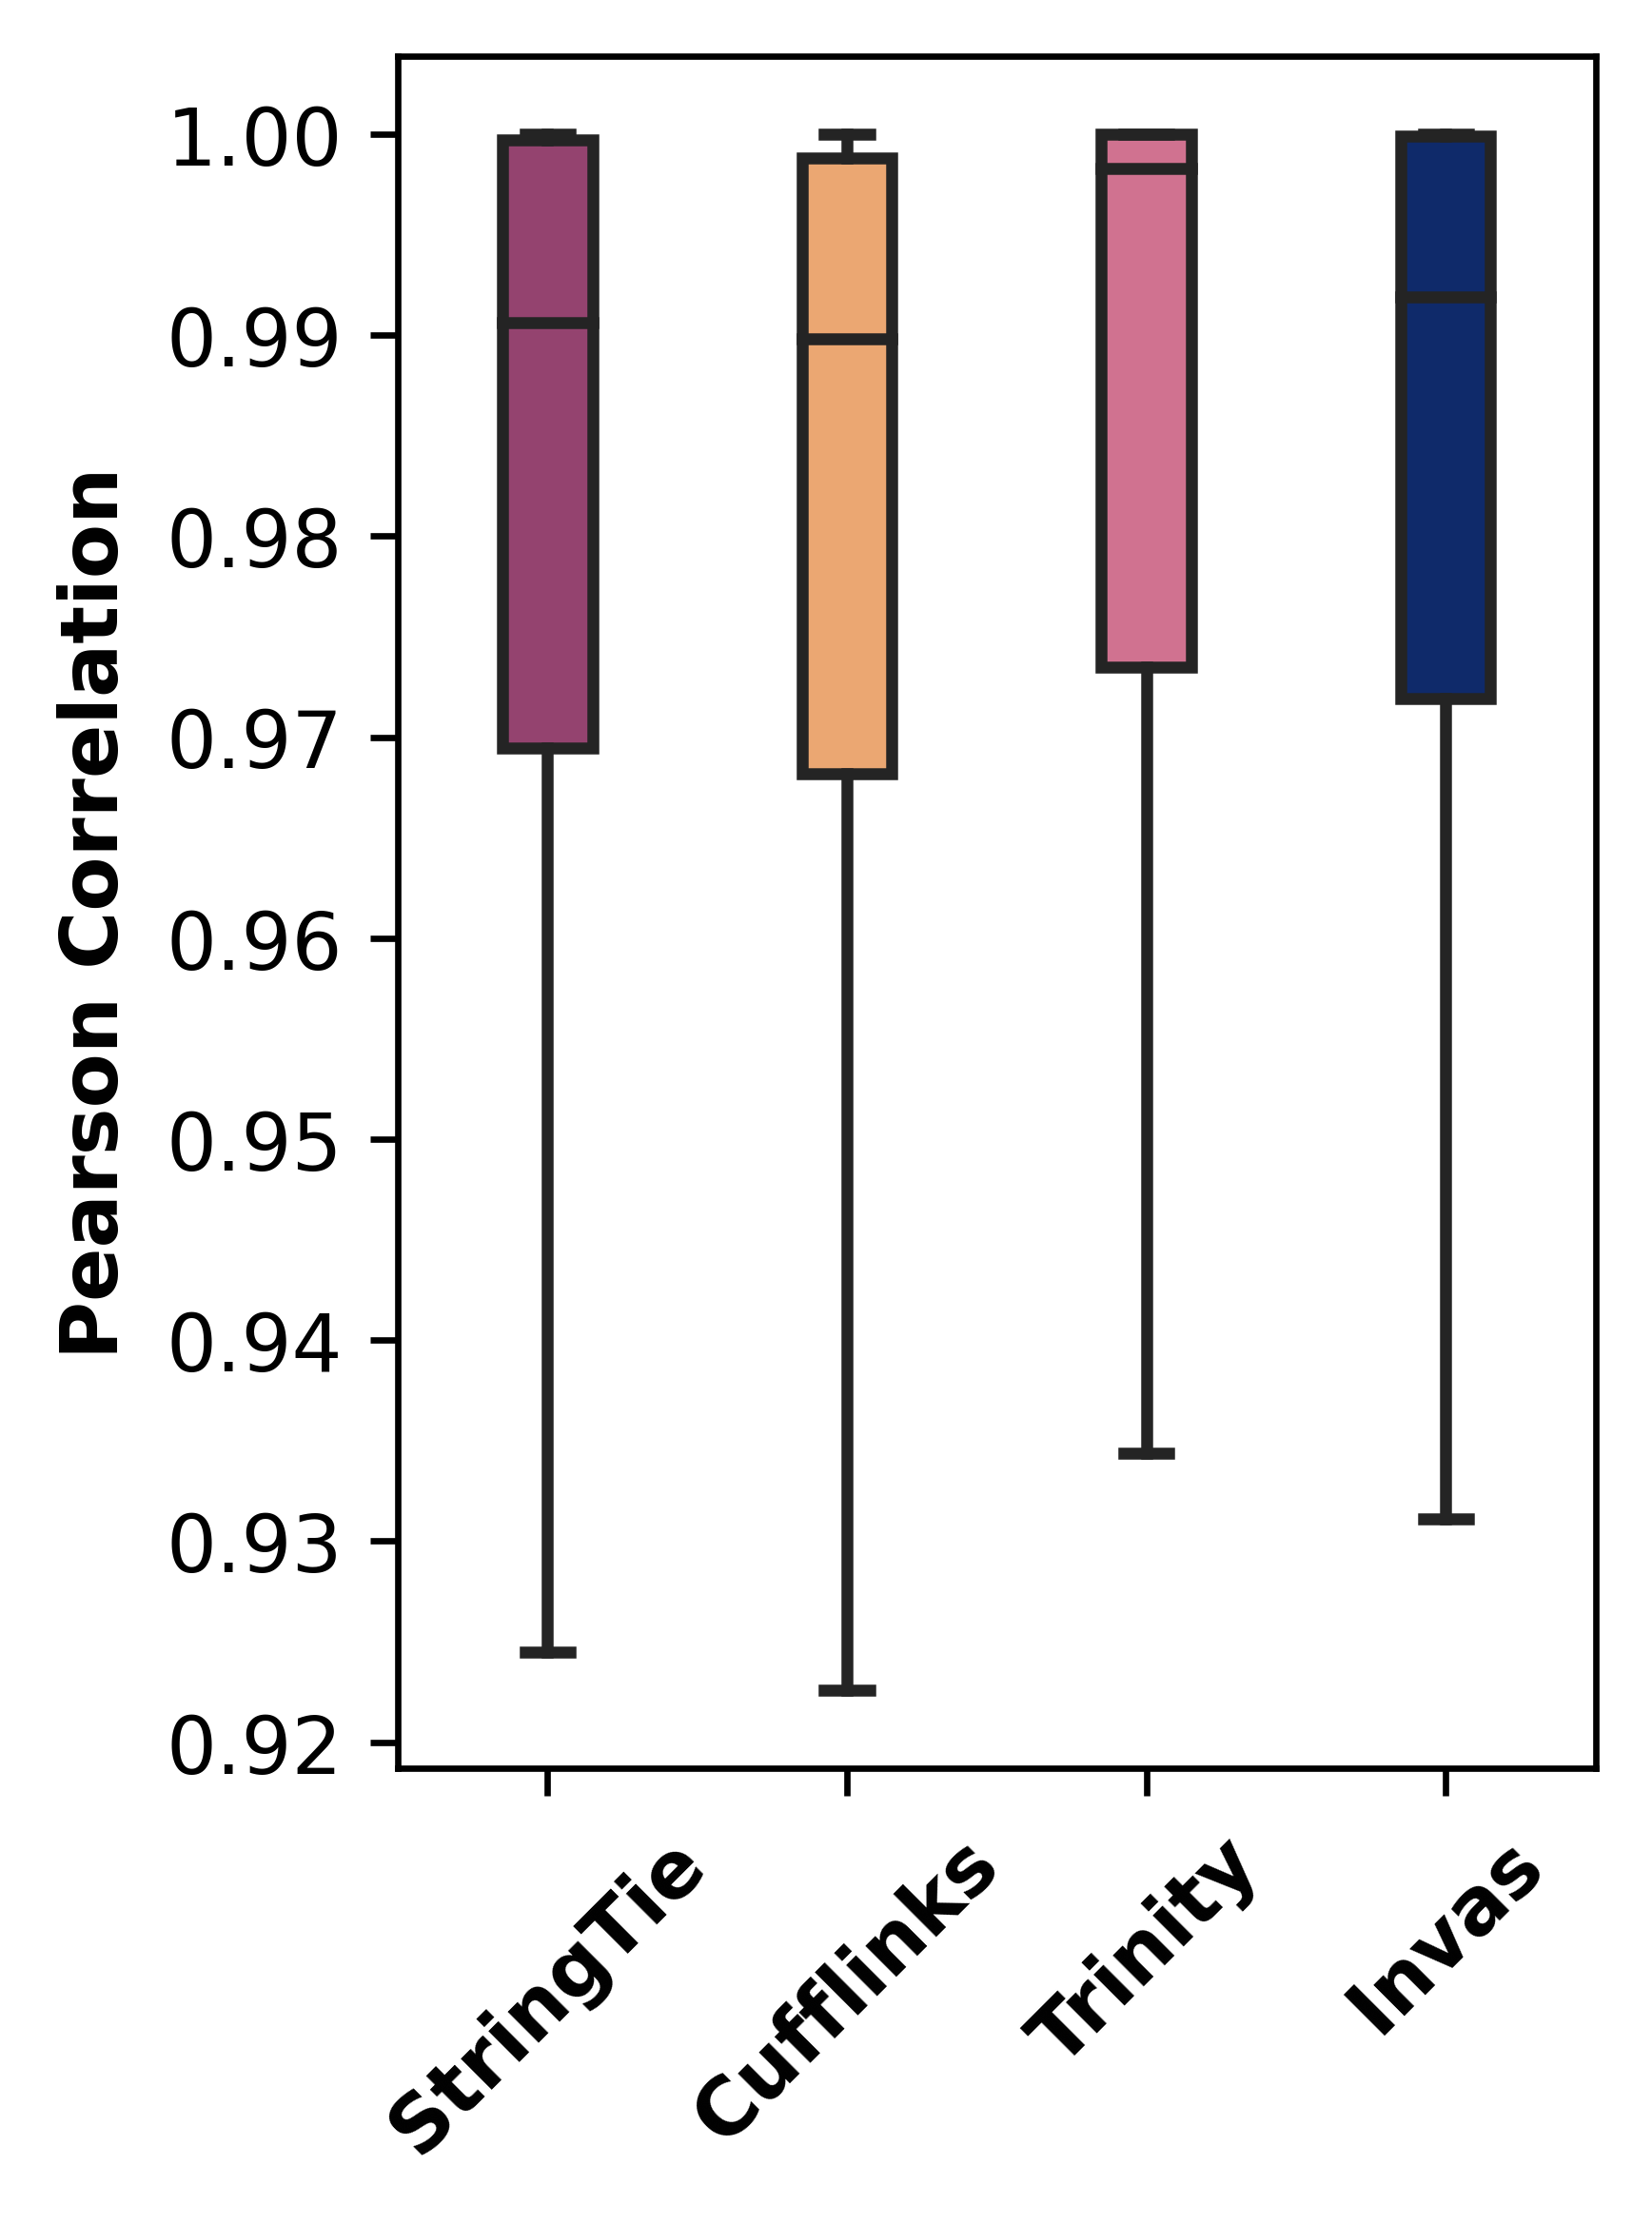 Pearson Correlation
1.00
0.99
0.98
0.97
0.96
0.95
0.94
0.93
0.92
StringTie
Cufflinks
Trinity
Invas